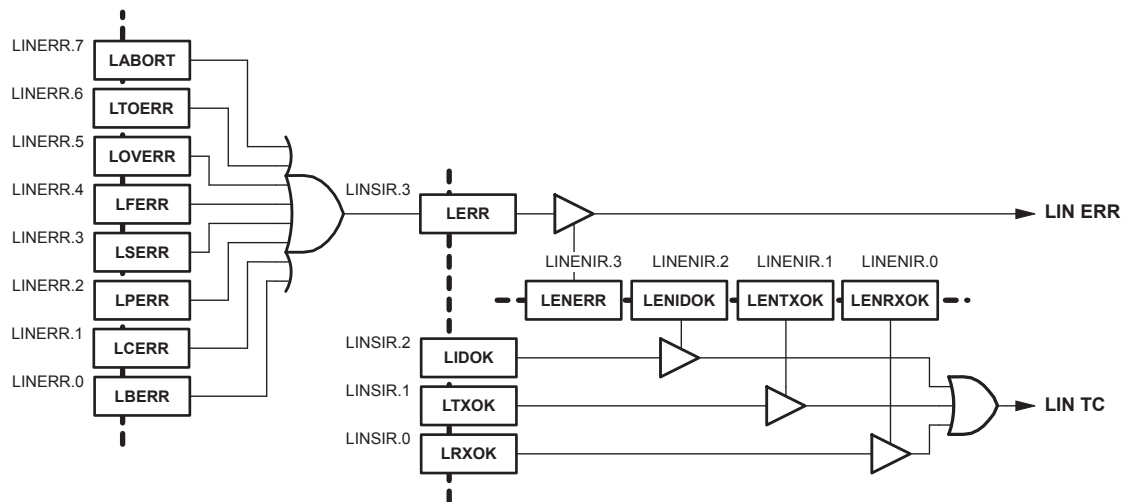 LINERR.7
LABORT
LINERR.6
LTOERR
LINERR.5
LOVERR
LINERR.4
LFERR
LINERR.3
LSERR
LINERR.2
LPERR
LINERR.1
LCERR
LINERR.0
LBERR
LINSIR.3
LERR
LIN ERR
LINENIR.3 LINENIR.2 LINENIR.1 LINENIR.0
LENERR LENIDOK LENTXOK LENRXOK
LINSIR.2
LIDOK
LINSIR.1
LTXOK
LIN TC
LINSIR.0
LRXOK